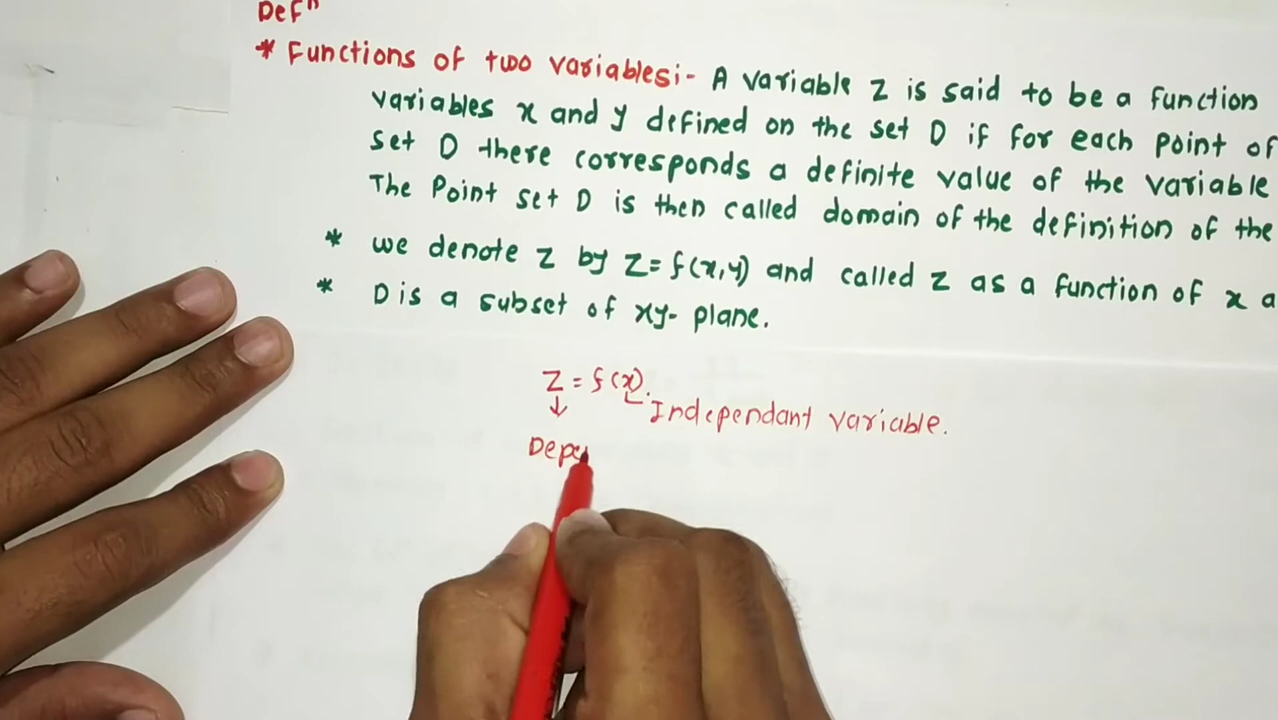 Defⁿ
* Functions of two variables:- A variable z is said to be a function
variables x and y defined on the set D if for each point of
set D there corresponds a definite value of the variable
The Point set D is then called domain of the definition of the
* we denote z by z=f(x,y) and called z as a function of x a
* D is a subset of xy-plane.
z = f(x).
Independant variable.
Depe